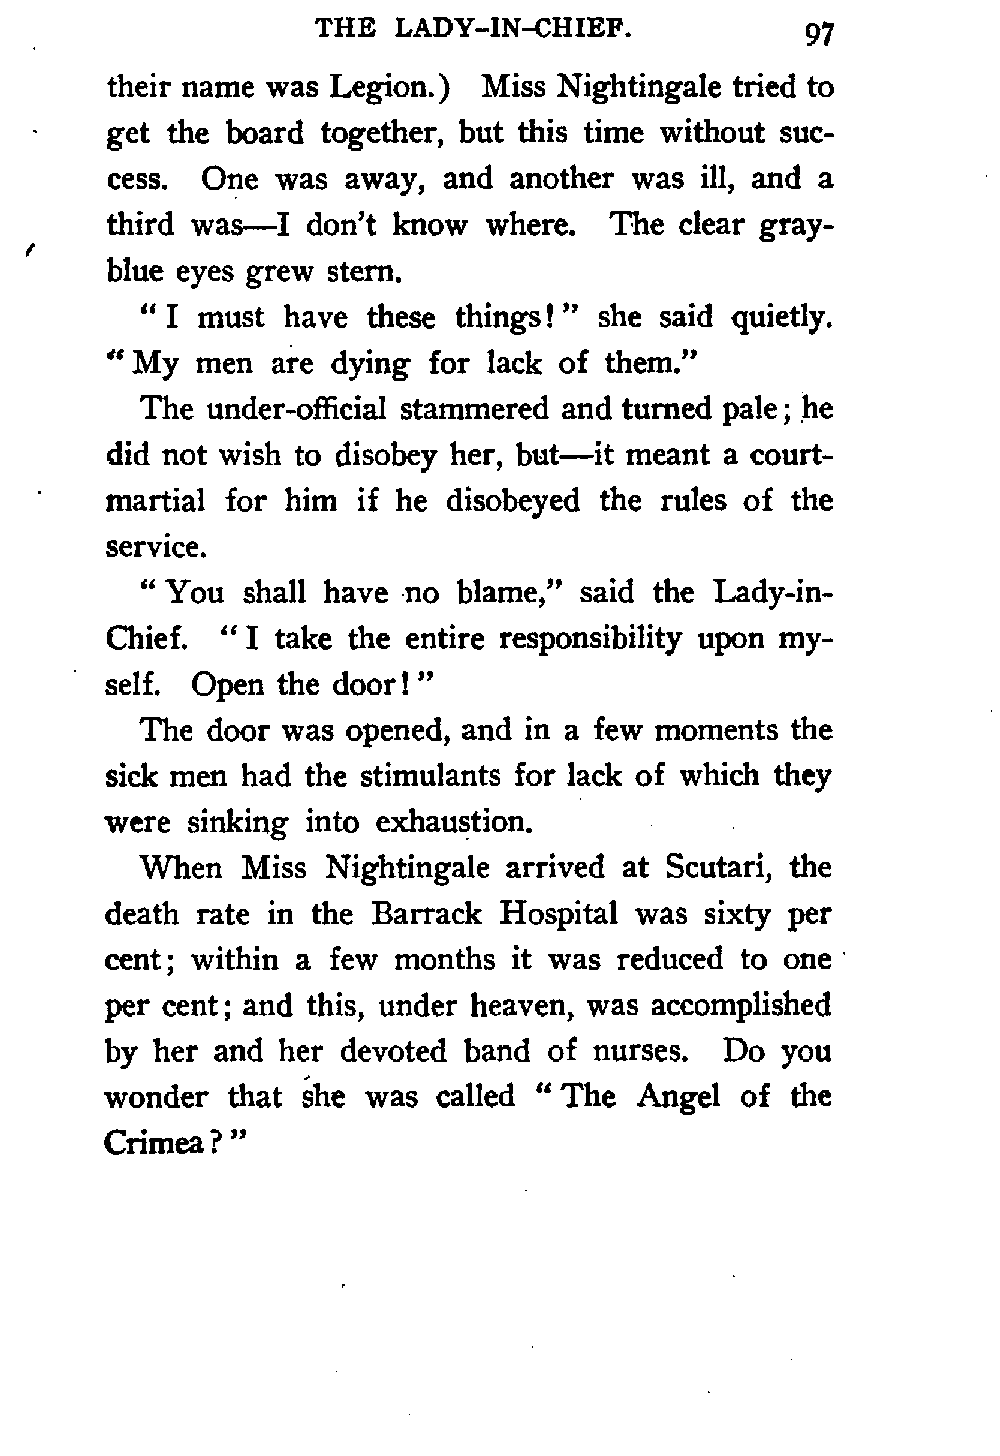 THE LADY-IN-CHIEF. 97
their name was Legion.) Miss Nightingale tried to
get the board together, but this time without suc-
cess. One was away, and another was ill, and a
third was—I don't know where. The clear gray-
blue eyes grew stern.
"I must have these things!" she said quietly.
"My men are dying for lack of them."
The under-official stammered and turned pale; he
did not wish to disobey her, but—it meant a court-
martial for him if he disobeyed the rules of the
service.
"You shall have no blame," said the Lady-in-
Chief. "I take the entire responsibility upon my-
self. Open the door!"
The door was opened, and in a few moments the
sick men had the stimulants for lack of which they
were sinking into exhaustion.
When Miss Nightingale arrived at Scutari, the
death rate in the Barrack Hospital was sixty per
cent; within a few months it was reduced to one
per cent; and this, under heaven, was accomplished
by her and her devoted band of nurses. Do you
wonder that she was called "The Angel of the
Crimea?"